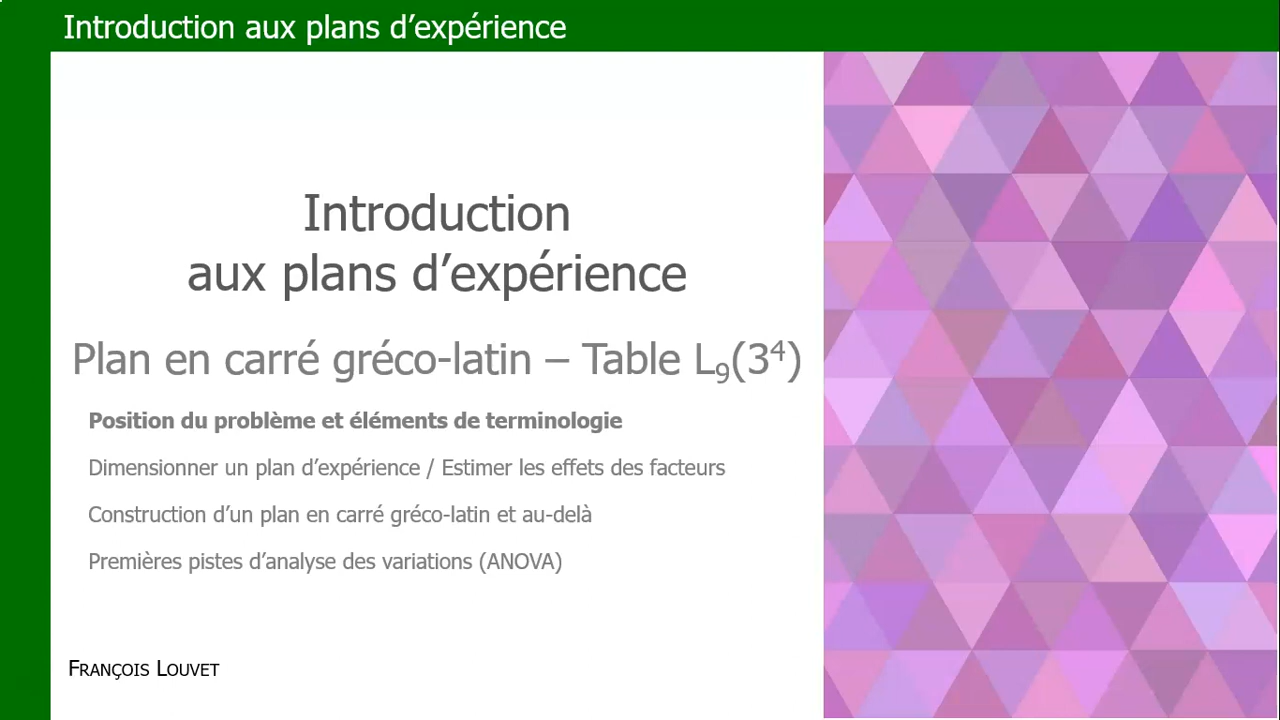 Introduction aux plans d’expérience
Introduction
aux plans d’expérience
Plan en carré gréco-latin – Table L₉(3⁴)
Position du problème et éléments de terminologie
Dimensionner un plan d’expérience / Estimer les effets des facteurs
Construction d’un plan en carré gréco-latin et au-delà
Premières pistes d’analyse des variations (ANOVA)
FRANÇOIS LOUVET